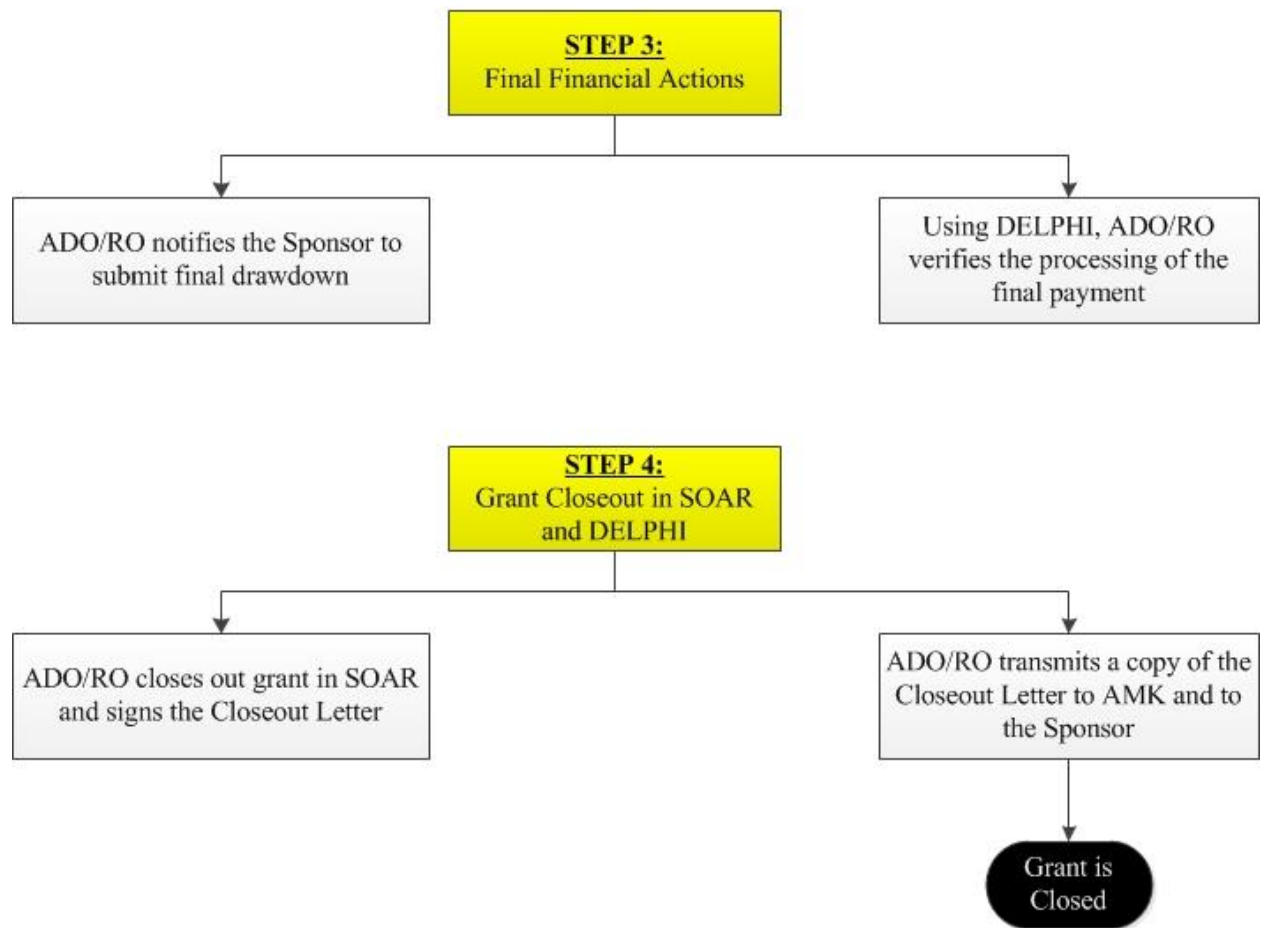 STEP 3:
Final Financial Actions
ADO/RO notifies the Sponsor to
submit final drawdown
Using DELPHI, ADO/RO
verifies the processing of the
final payment
STEP 4:
Grant Closeout in SOAR
and DELPHI
ADO/RO closes out grant in SOAR
and signs the Closeout Letter
ADO/RO transmits a copy of the
Closeout Letter to AMK and to
the Sponsor
Grant is
Closed